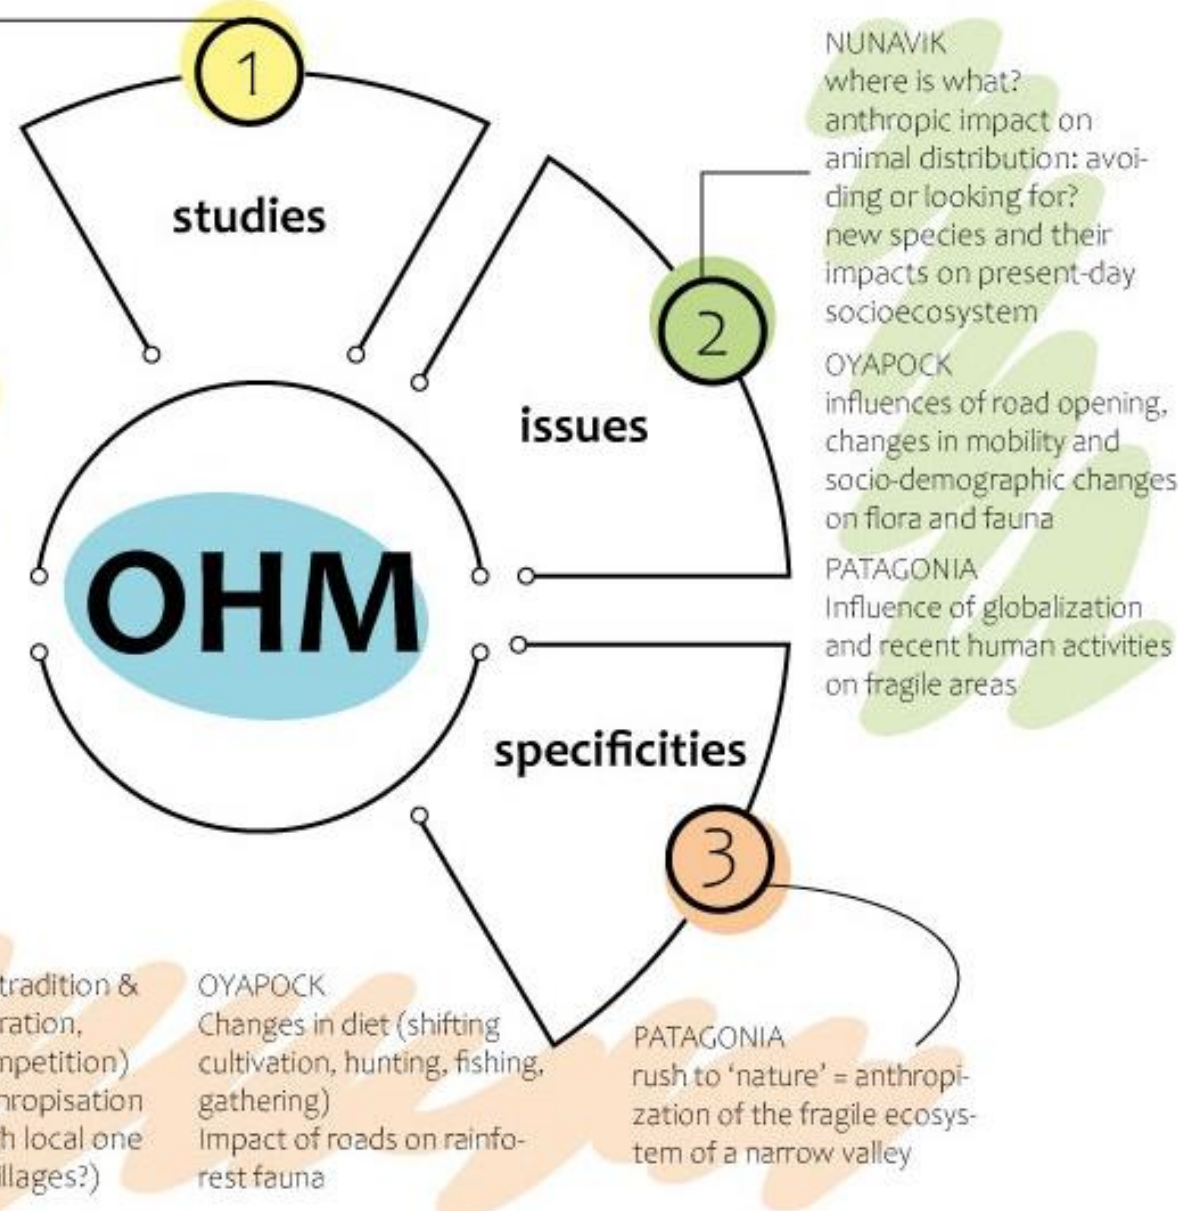 1
studies
2
issues
OHM
specificities
3
NUNAVIK
where is what?
anthropic impact on
animal distribution: avoi-
ding or looking for?
new species and their
impacts on present-day
socioecosystem
OYAPOCK
influences of road opening,
changes in mobility and
socio-demographic changes
on flora and fauna
PATAGONIA
Influence of globalization
and recent human activities
on fragile areas
tradition &
ration,
mpetition)
hropisation
h local one
illages?)
OYAPOCK
Changes in diet (shifting
cultivation, hunting, fishing,
gathering)
Impact of roads on rainfo-
rest fauna
PATAGONIA
rush to ‘nature’ = anthropi-
zation of the fragile ecosys-
tem of a narrow valley